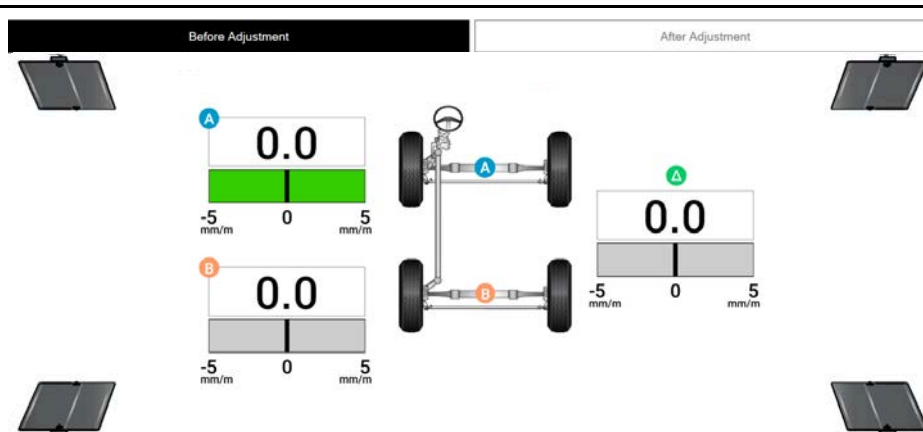 Before Adjustment
After Adjustment
A
0.0
-5 0 5
mm/m mm/m
B
0.0
-5 0 5
mm/m mm/m
A
B
Δ
0.0
-5 0 5
mm/m mm/m